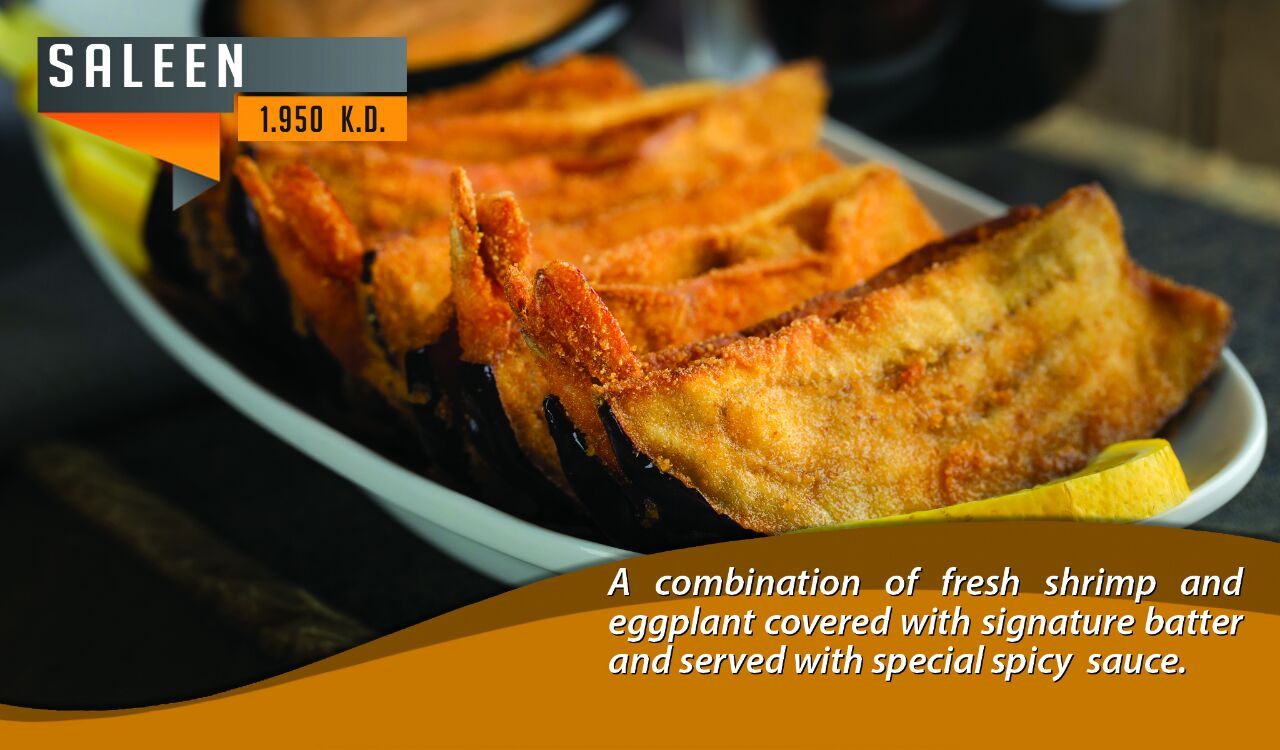 SALEEN
1.950 K.D.
A combination of fresh shrimp and
eggplant covered with signature batter
and served with special spicy sauce.